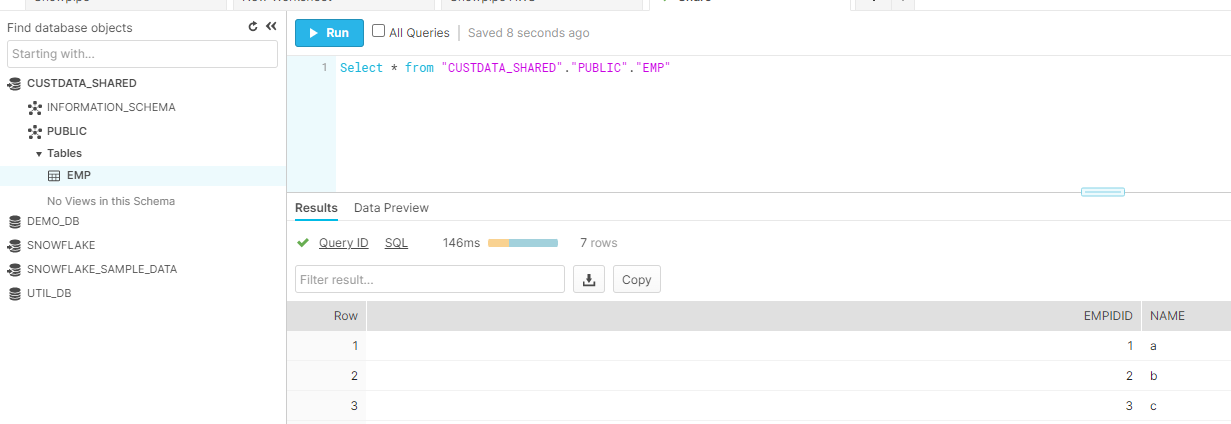 Find database objects
Starting with...
CUSTDATA_SHARED
INFORMATION_SCHEMA
PUBLIC
Tables
EMP
No Views in this Schema
DEMO_DB
SNOWFLAKE
SNOWFLAKE_SAMPLE_DATA
UTIL_DB
Run All Queries | Saved 8 seconds ago
1 Select * from "CUSTDATA_SHARED"."PUBLIC"."EMP"
Results Data Preview
Query ID SQL 146ms 7 rows
Filter result... Copy
Row EMPIDID NAME
1 1 a
2 2 b
3 3 c